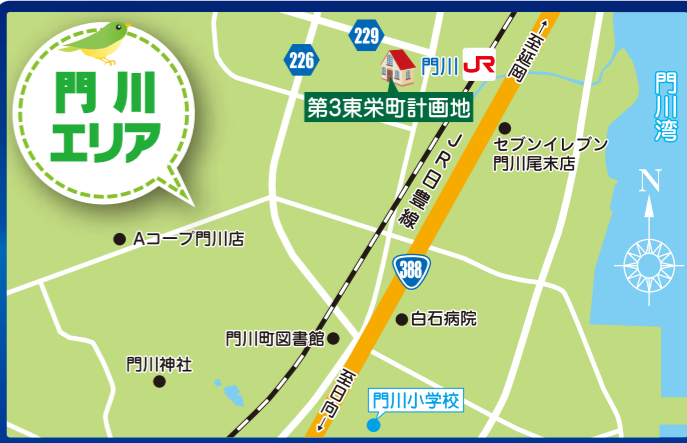 門川
エリア
226
229
門川 JR
第3東栄町計画地
←至延岡
門川湾
セブンイレブン
門川尾末店
JR日豊線
N
Aコープ門川店
388
白石病院
門川町図書館
門川神社
至日向→
門川小学校